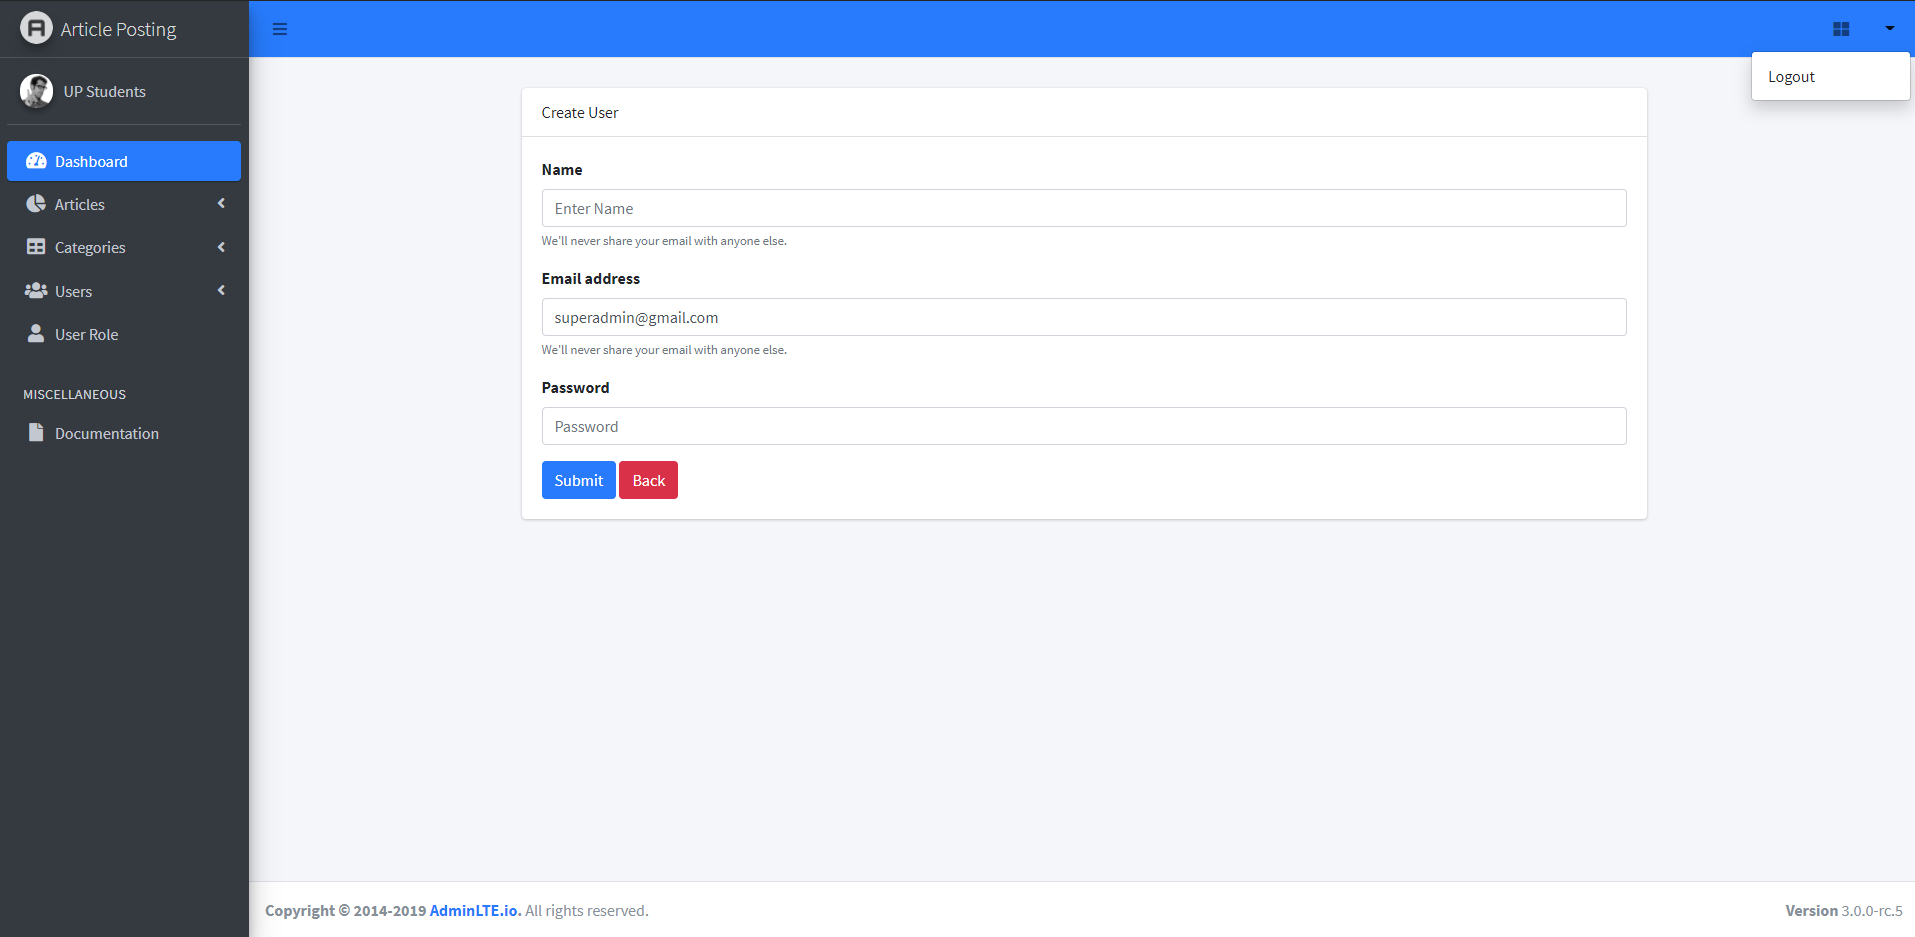 Article Posting
UP Students
Dashboard
Articles
Categories
Users
User Role
MISCELLANEOUS
Documentation
Logout
Create User
Name
Enter Name
We'll never share your email with anyone else.
Email address
superadmin@gmail.com
We'll never share your email with anyone else.
Password
Password
Submit Back
Copyright © 2014-2019 AdminLTE.io. All rights reserved.
Version 3.0.0-rc.5